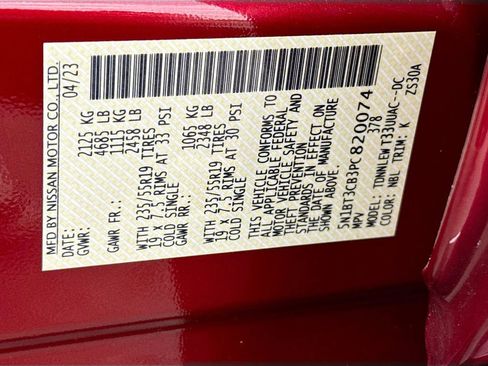 MFD BY NISSAN MOTOR CO., LTD.
DATE: 04/23
GVWR: 2125 KG
4685 LB
GAWR FR.: 1115 KG
2458 LB
WITH 235/55R19 TIRES
19 X 7.5 RIMS AT 33 PSI
COLD SINGLE
GAWR RR.: 1065 KG
2348 LB
WITH 235/55R19 TIRES
19 X 7.5 RIMS AT 30 PSI
COLD SINGLE
THIS VEHICLE CONFORMS TO
ALL APPLICABLE FEDERAL
MOTOR VEHICLE SAFETY AND
THEFT PREVENTION
STANDARDS IN EFFECT ON
THE DATE OF MANUFACTURE
SHOWN ABOVE.
5N1BT3CB3PC820074
MPV 378
MODEL: TBWNLEW T33UUAC--DC
COLOR: NBL TRIM: K ZS30A